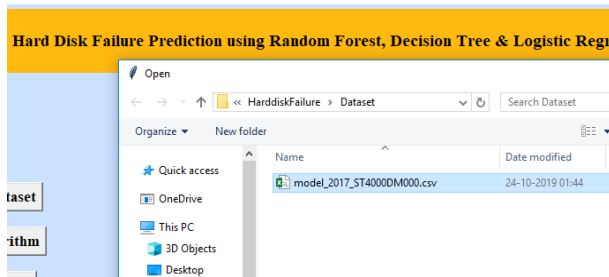 Hard Disk Failure Prediction using Random Forest, Decision Tree & Logistic Regr
Open
« HarddiskFailure › Dataset
Search Dataset
Organize
New folder
Name
Date modified
Quick access
model_2017_ST4000DM000.csv
24-10-2019 01:44
OneDrive
This PC
3D Objects
Desktop
taset
ithm